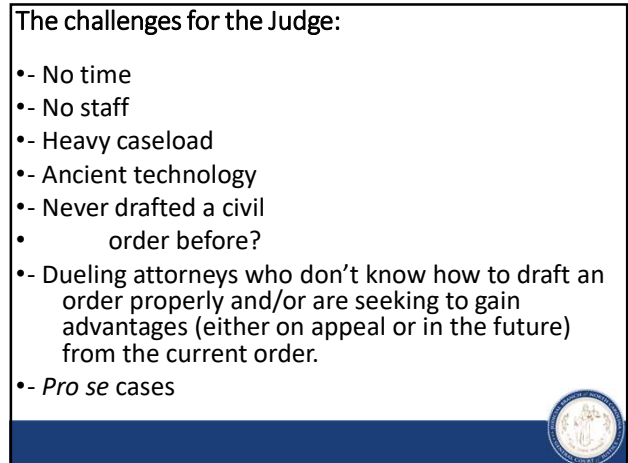 The challenges for the Judge:
•- No time
•- No staff
•- Heavy caseload
•- Ancient technology
•- Never drafted a civil
• order before?
•- Dueling attorneys who don’t know how to draft an
order properly and/or are seeking to gain
advantages (either on appeal or in the future)
from the current order.
•- Pro se cases